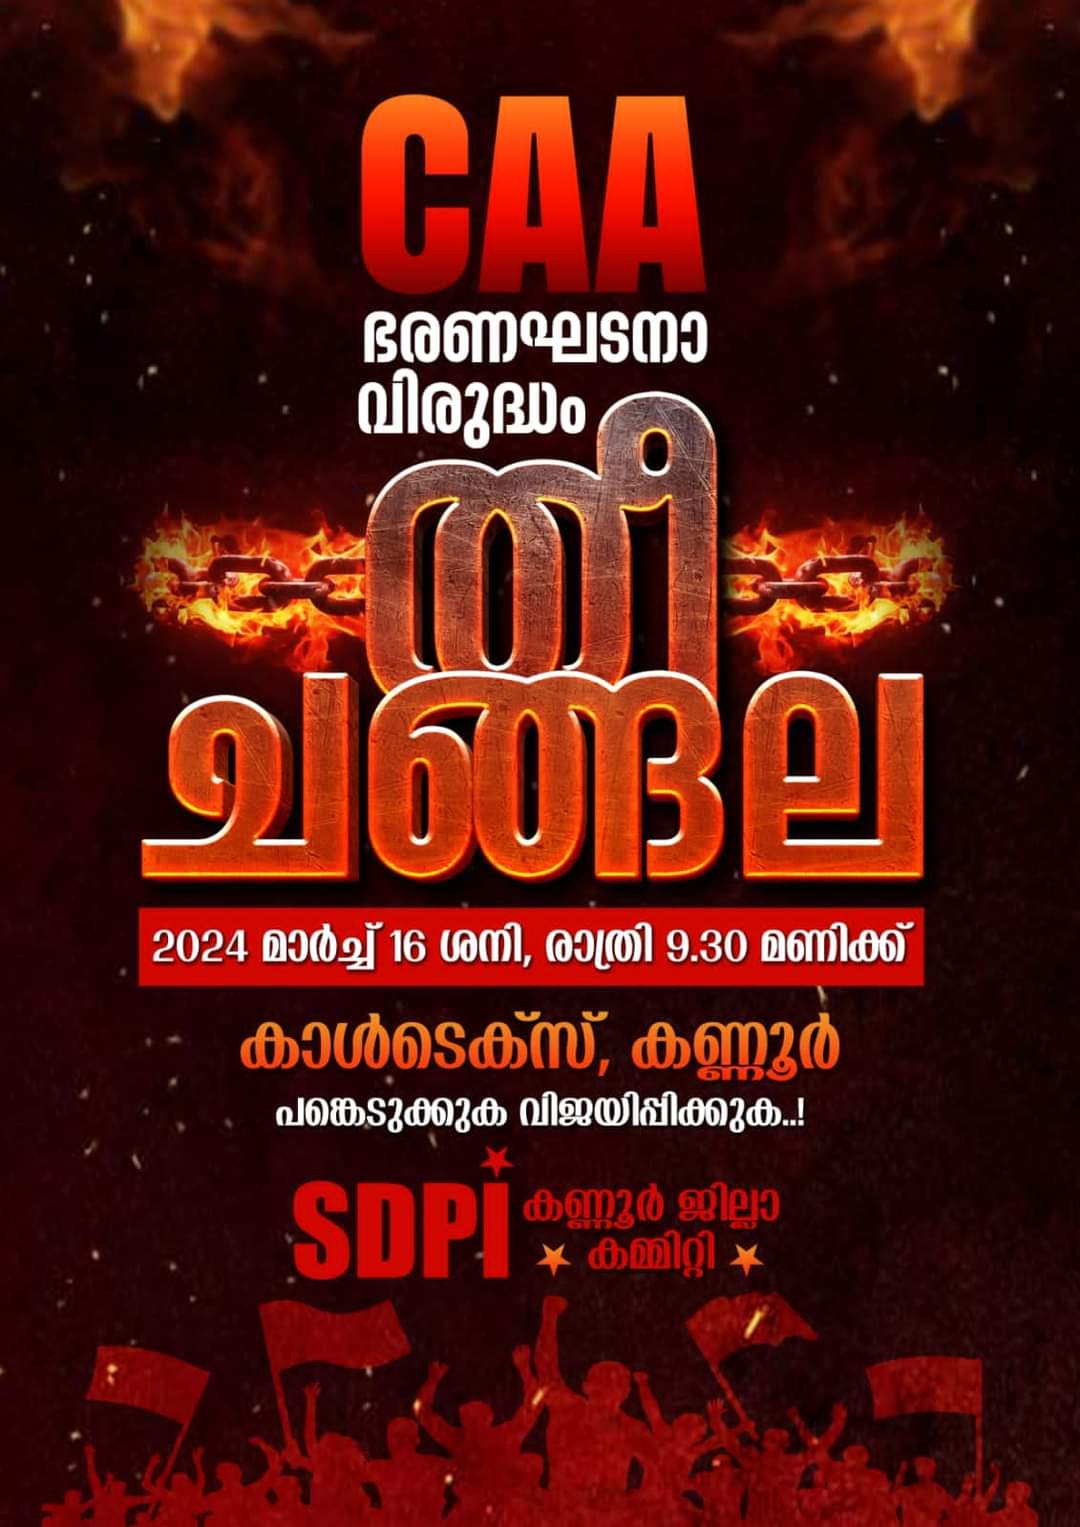 CAA
ഭരണഘടനാ
വിരുദ്ധം
തീ
ചങ്ങല
2024 മാർച്ച് 16 ശനി, രാത്രി 9.30 മണിക്ക്
കാൾടെക്സ്, കണ്ണൂർ
പങ്കെടുക്കുക വിജയിപ്പിക്കുക..!
SDPI കണ്ണൂർ ജില്ലാ
കമ്മിറ്റി